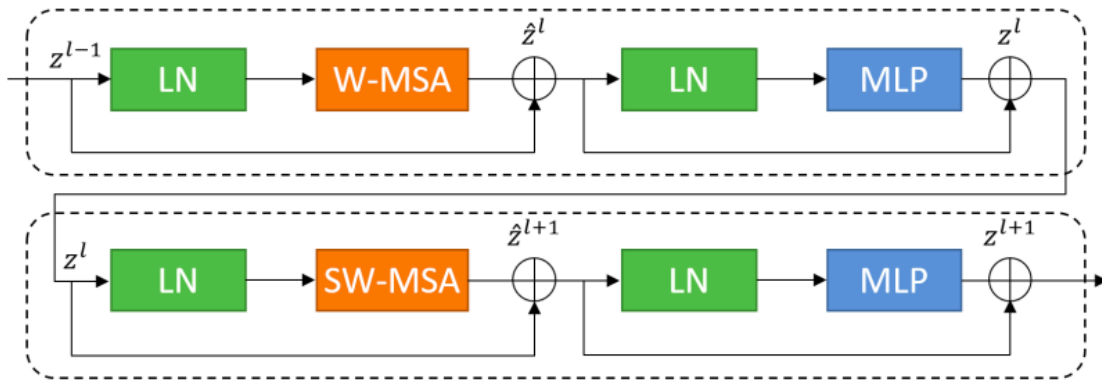 z^{l-1} LN W-MSA ẑ^l LN MLP z^l
z^l LN SW-MSA ẑ^{l+1} LN MLP z^{l+1}